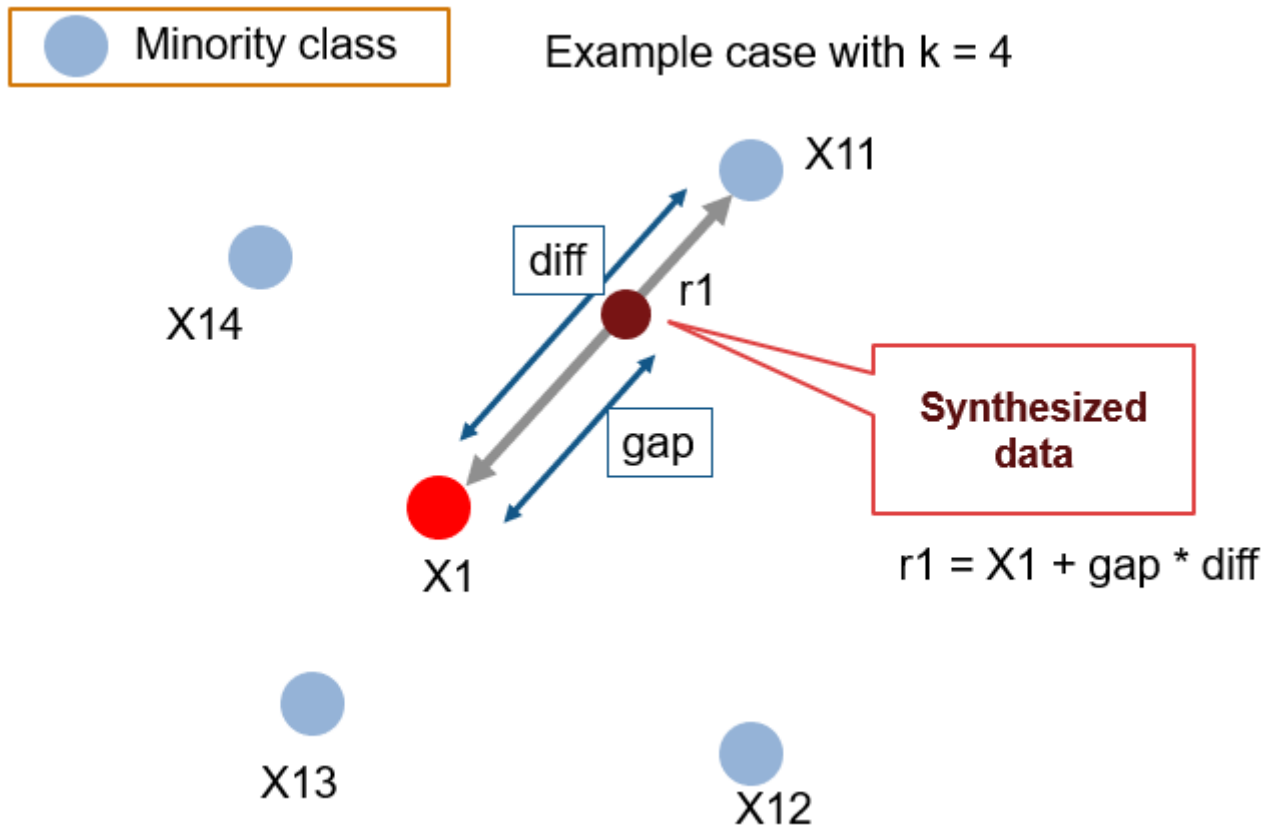 Minority class
Example case with k = 4
X11
diff
r1
X14
gap
Synthesized
data
X1
r1 = X1 + gap * diff
X13
X12